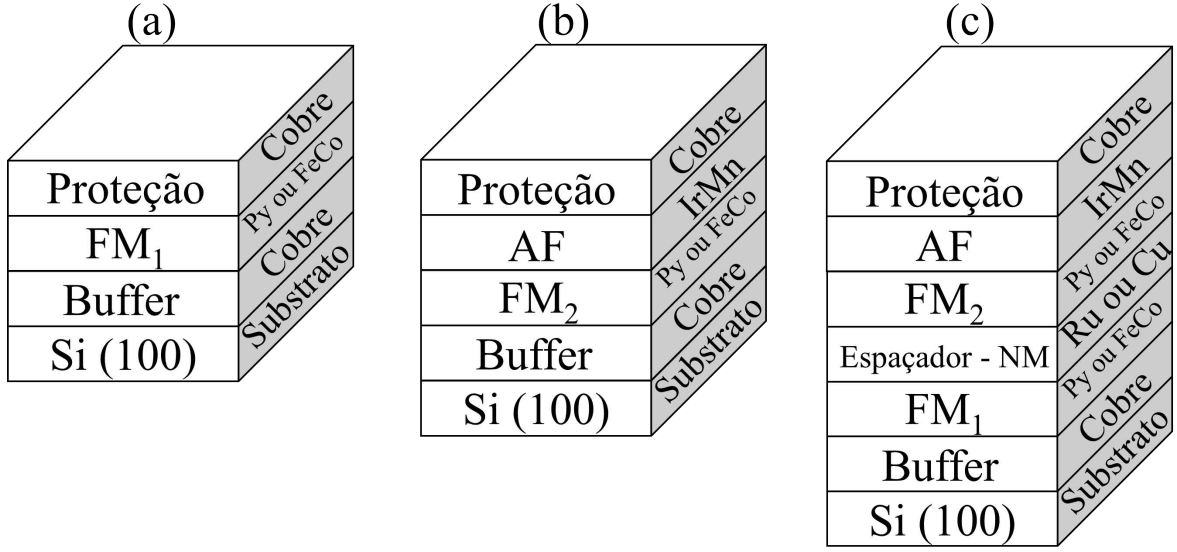 (a)
Proteção
FM₁
Buffer
Si (100)
Cobre
Py ou FeCo
Cobre
Substrato
(b)
Proteção
AF
FM₂
Buffer
Si (100)
Cobre
IrMn
Py ou FeCo
Cobre
Substrato
(c)
Proteção
AF
FM₂
Espaçador - NM
FM₁
Buffer
Si (100)
Cobre
IrMn
Py ou FeCo
Ru ou Cu
Py ou FeCo
Cobre
Substrato